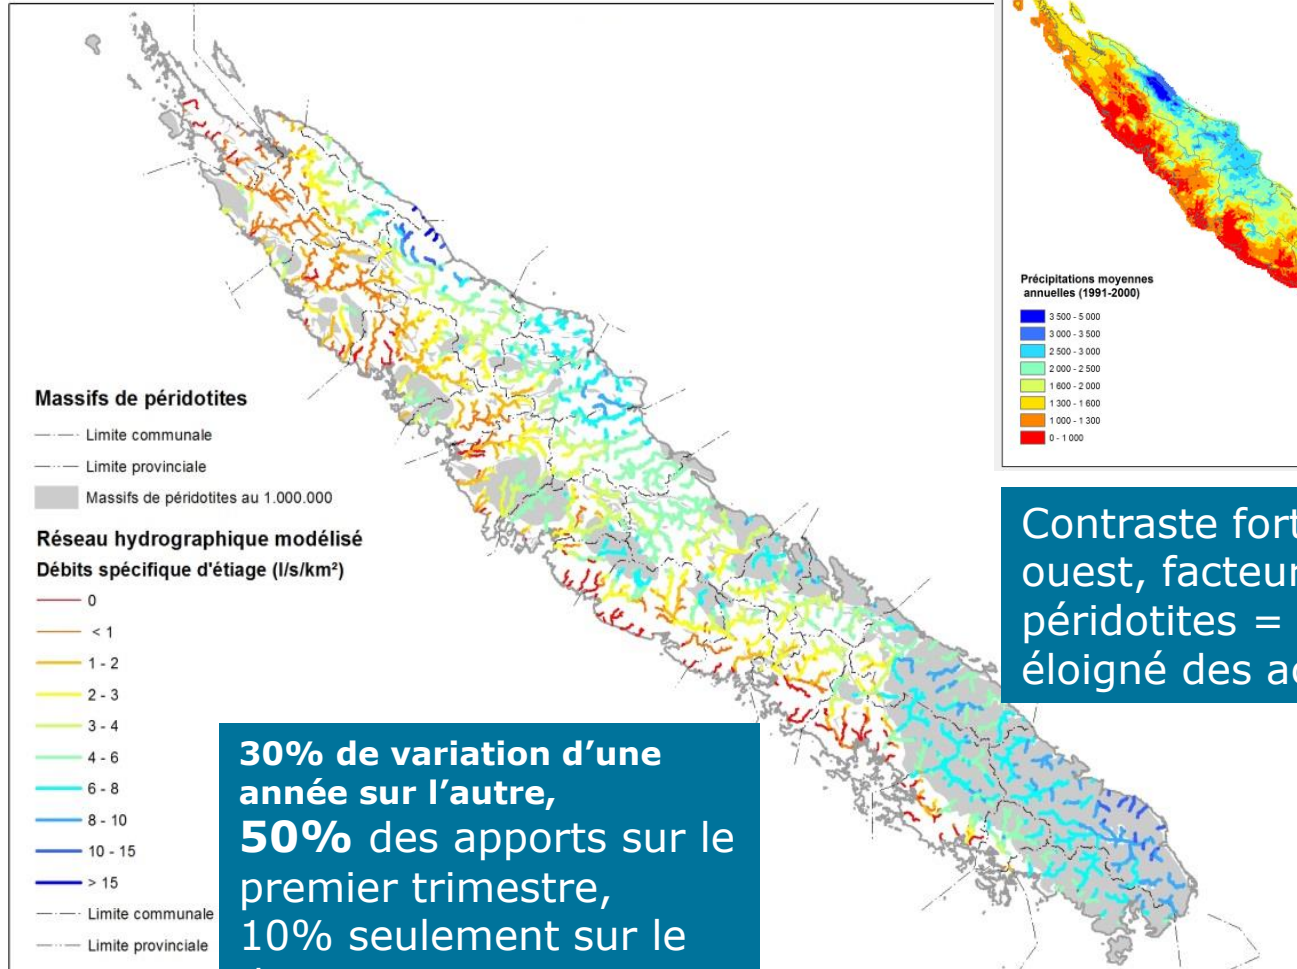 Massifs de péridotites
Limite communale
Limite provinciale
Massifs de péridotites au 1.000.000
Réseau hydrographique modélisé
Débits spécifique d'étiage (l/s/km²)
0
< 1
1 - 2
2 - 3
3 - 4
4 - 6
6 - 8
8 - 10
10 - 15
> 15
Limite communale
Limite provinciale
30% de variation d’une
année sur l’autre,
50% des apports sur le
premier trimestre,
10% seulement sur le
Précipitations moyennes
annuelles (1991-2000)
3 500 - 5 000
3 000 - 3 500
2 500 - 3 000
2 000 - 2 500
1 600 - 2 000
1 300 - 1 600
1 000 - 1 300
0 - 1 000
Contraste fort
ouest, facteur
péridotites =
éloigné des